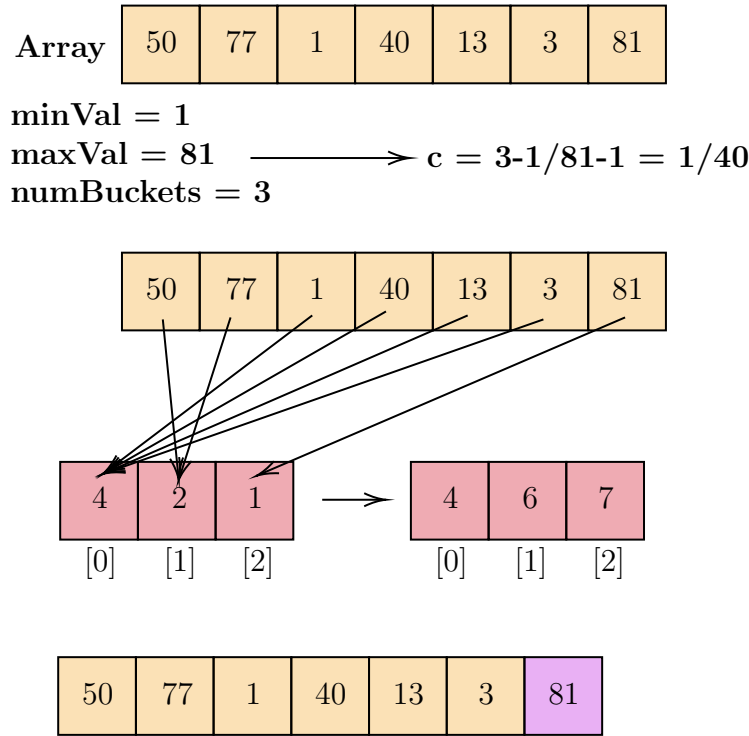 Array 50 77 1 40 13 3 81
minVal = 1
maxVal = 81 c = 3-1/81-1 = 1/40
numBuckets = 3
50 77 1 40 13 3 81
4 2 1 4 6 7
[0] [1] [2] [0] [1] [2]
50 77 1 40 13 3 81